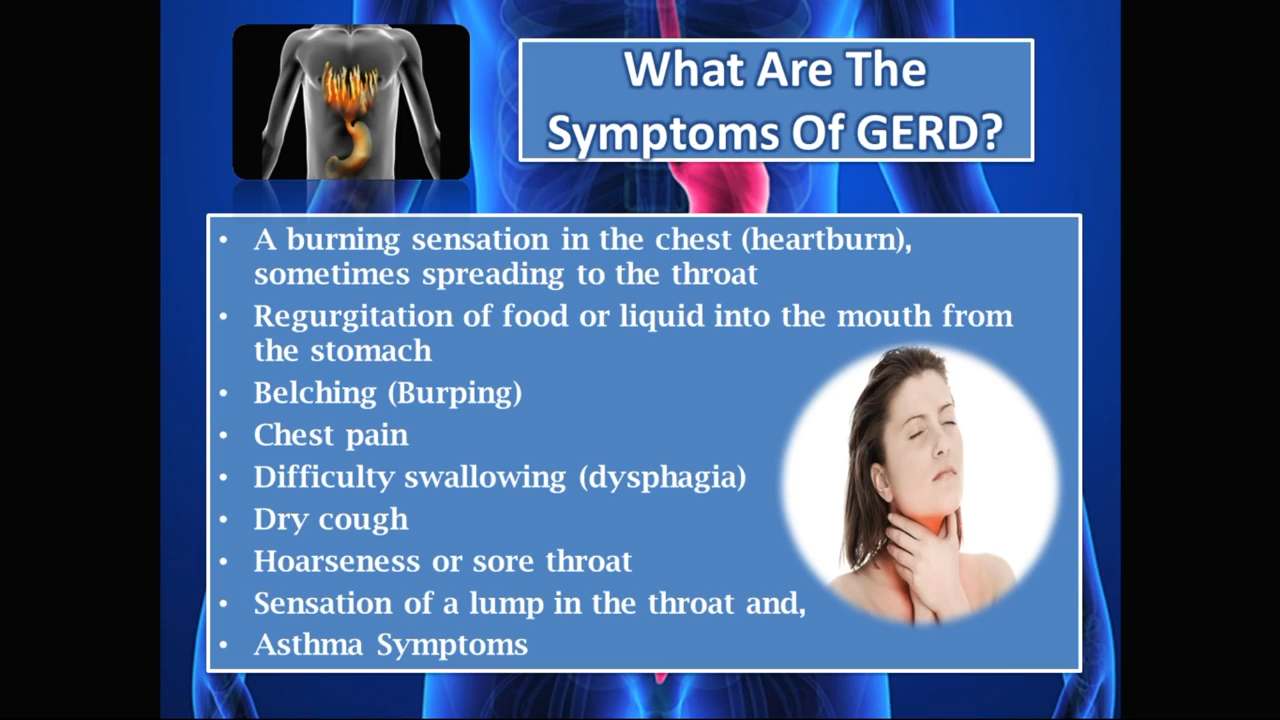 What Are The
Symptoms Of GERD?
• A burning sensation in the chest (heartburn),
sometimes spreading to the throat
• Regurgitation of food or liquid into the mouth from
the stomach
• Belching (Burping)
• Chest pain
• Difficulty swallowing (dysphagia)
• Dry cough
• Hoarseness or sore throat
• Sensation of a lump in the throat and,
• Asthma Symptoms